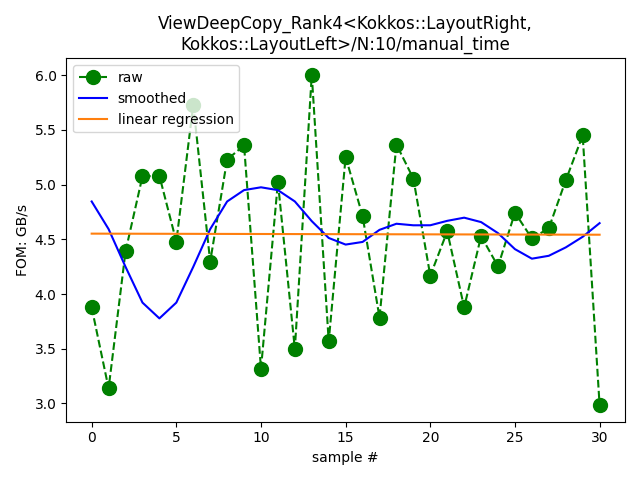 ViewDeepCopy_Rank4<Kokkos::LayoutRight,
Kokkos::LayoutLeft>/N:10/manual_time
raw
smoothed
linear regression
FOM: GB/s
6.0
5.5
5.0
4.5
4.0
3.5
3.0
0 5 10 15 20 25 30
sample #